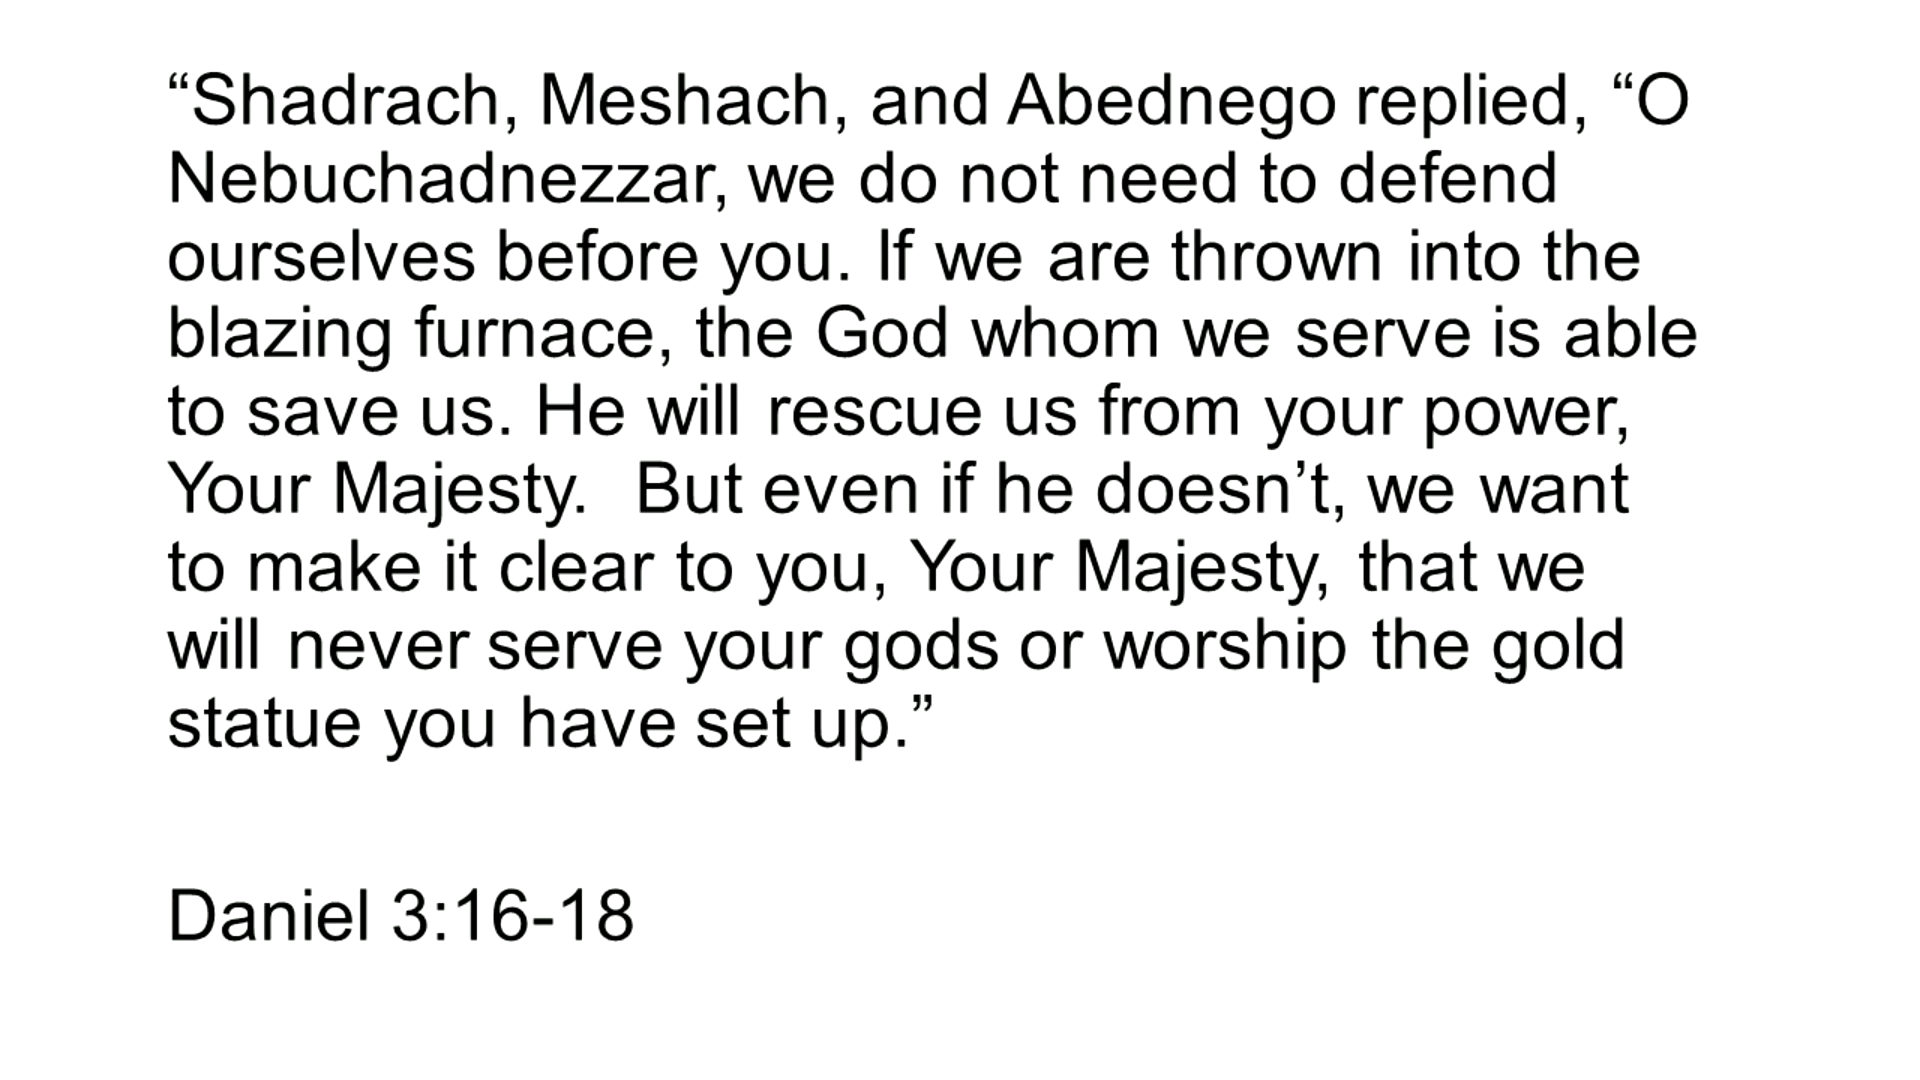 “Shadrach, Meshach, and Abednego replied, “O
Nebuchadnezzar, we do not need to defend
ourselves before you. If we are thrown into the
blazing furnace, the God whom we serve is able
to save us. He will rescue us from your power,
Your Majesty.  But even if he doesn’t, we want
to make it clear to you, Your Majesty, that we
will never serve your gods or worship the gold
statue you have set up.”
Daniel 3:16-18